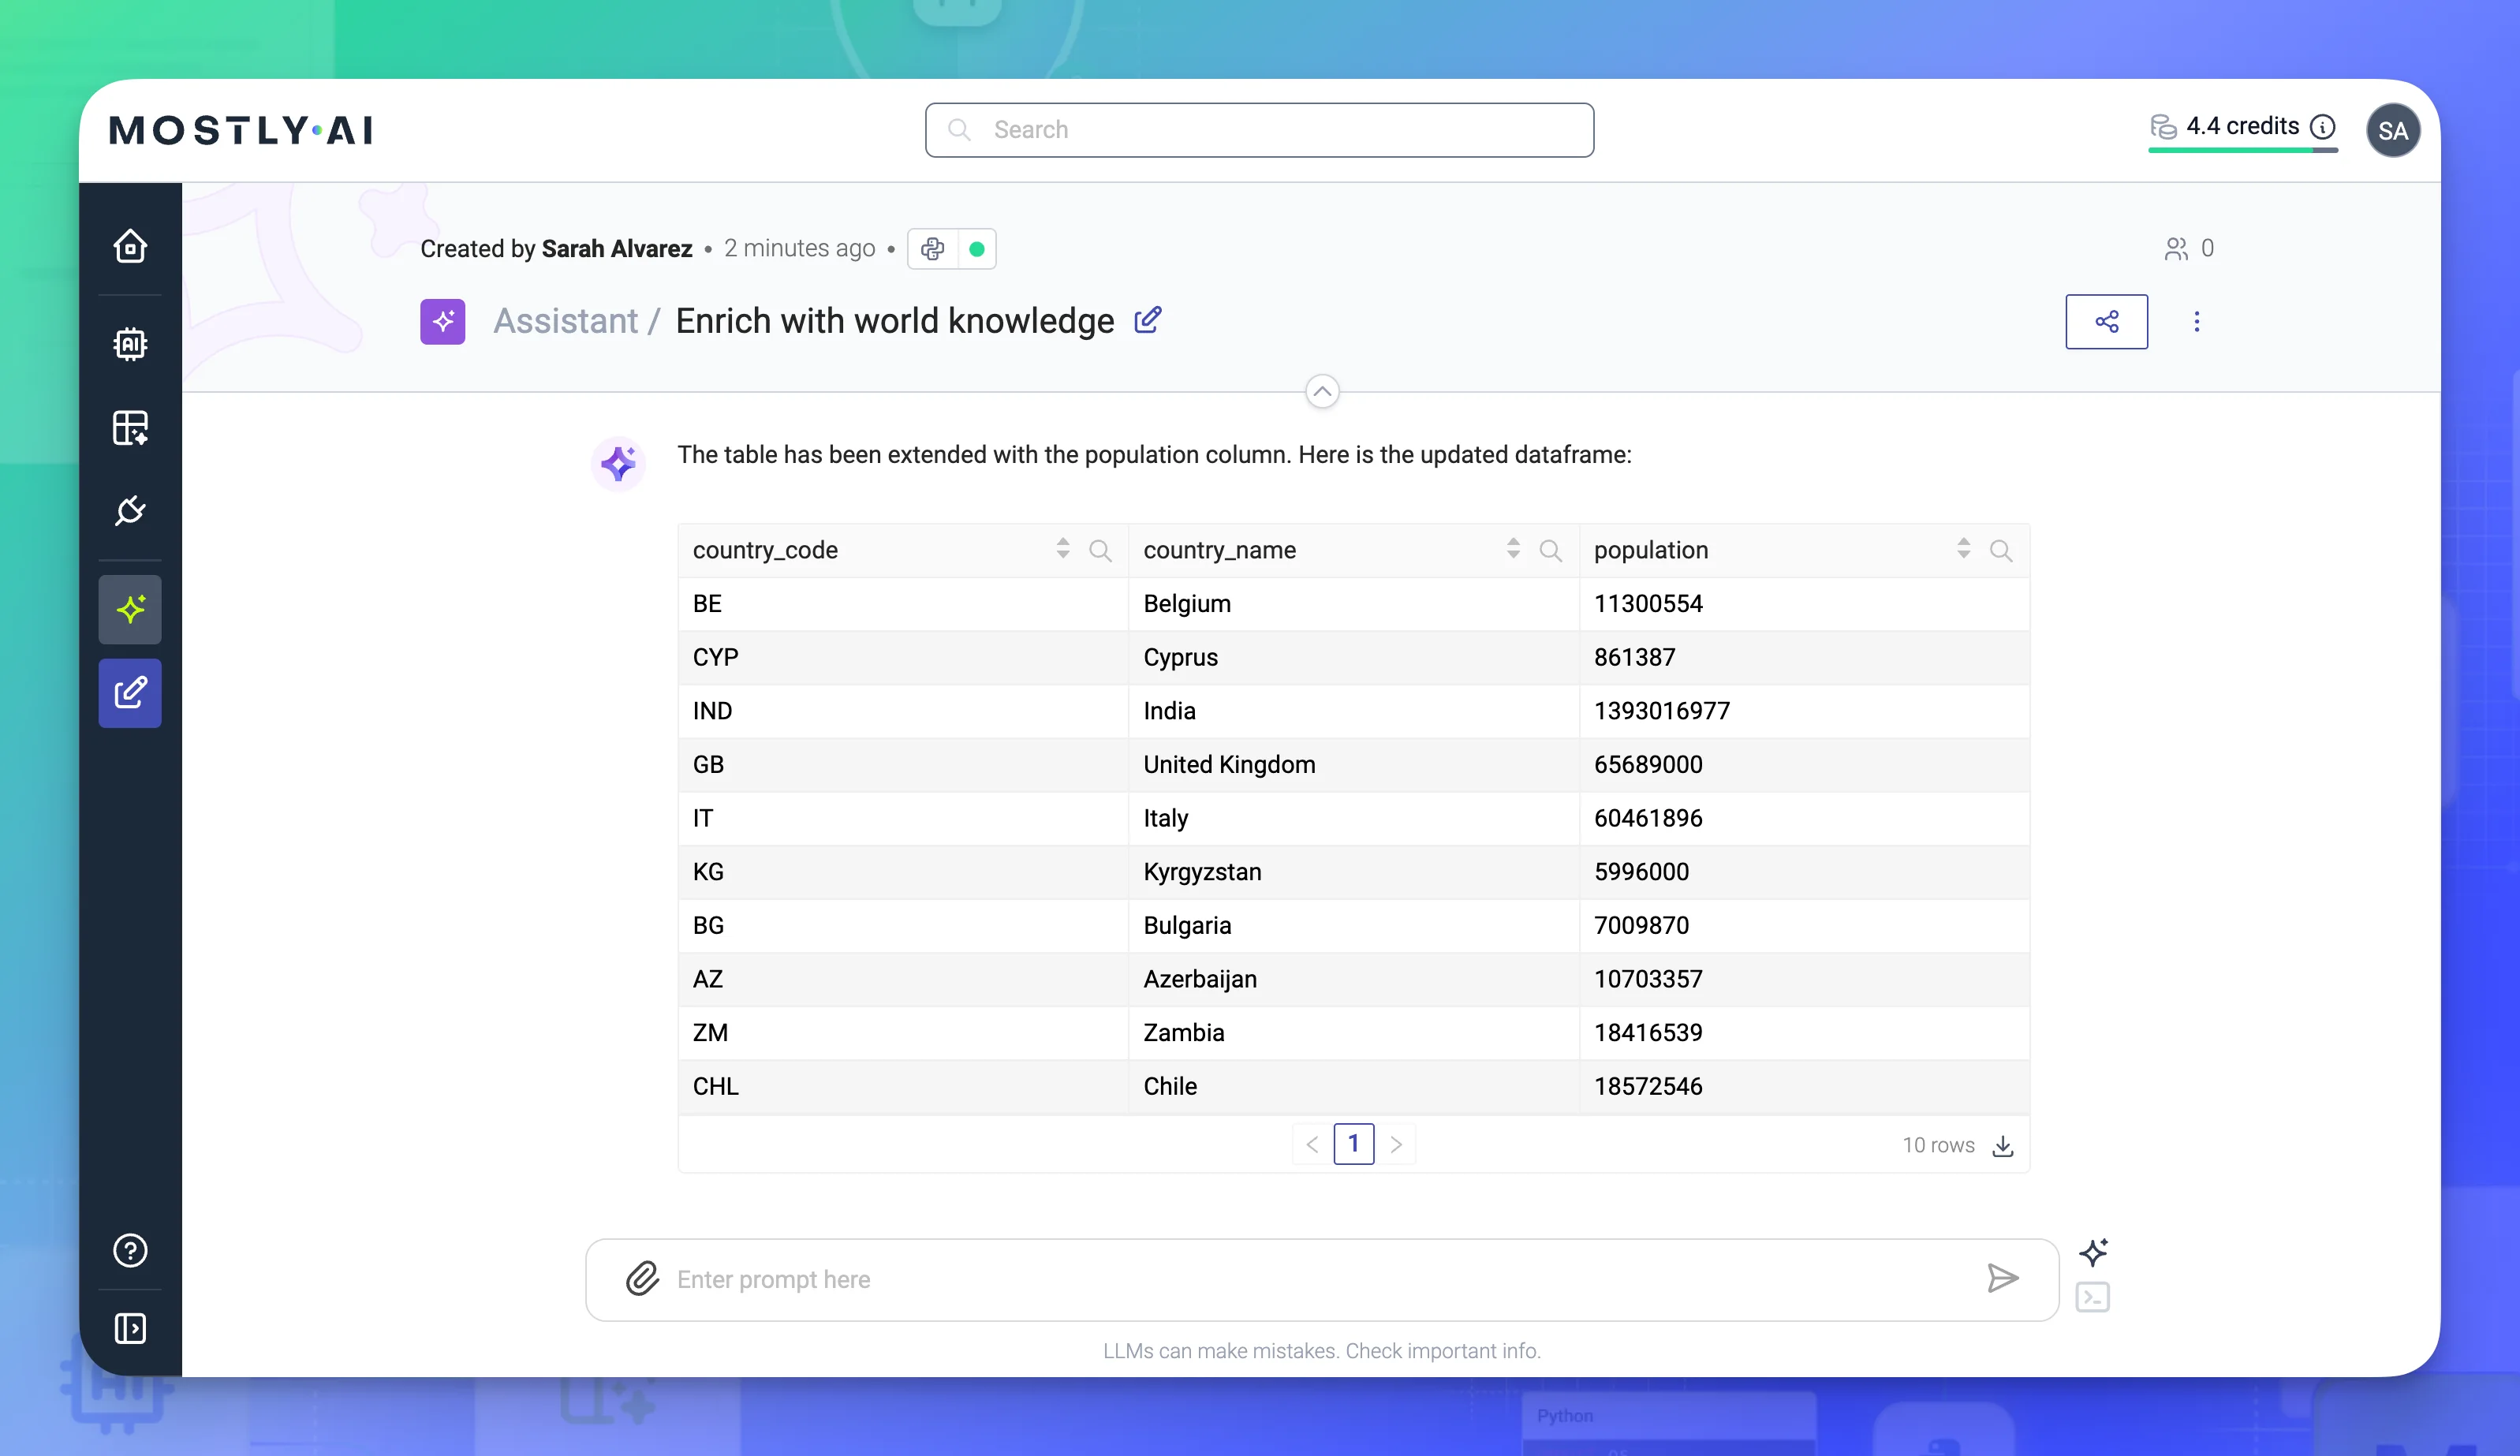 MOSTLY·AI
Search
4.4 credits
SA
Created by Sarah Alvarez • 2 minutes ago •
0
Assistant / Enrich with world knowledge
AI
The table has been extended with the population column. Here is the updated dataframe:
country_code country_name population
BE Belgium 11300554
CYP Cyprus 861387
IND India 1393016977
GB United Kingdom 65689000
IT Italy 60461896
KG Kyrgyzstan 5996000
BG Bulgaria 7009870
AZ Azerbaijan 10703357
ZM Zambia 18416539
CHL Chile 18572546
1
10 rows
Enter prompt here
LLMs can make mistakes. Check important info.
AI
Python